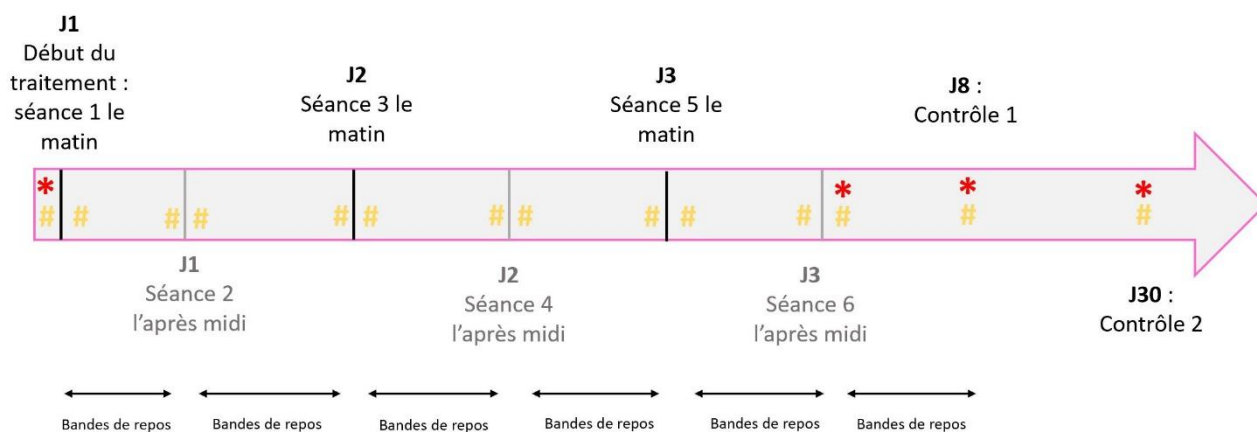 J1
Début du
traitement :
séance 1 le
matin
J2
Séance 3 le
matin
J3
Séance 5 le
matin
J8 :
Contrôle 1
* * * *
# # # # # # # # # # # # # #
J1
Séance 2
l'après midi
J2
Séance 4
l'après midi
J3
Séance 6
l'après midi
J30 :
Contrôle 2
Bandes de repos Bandes de repos Bandes de repos Bandes de repos Bandes de repos Bandes de repos